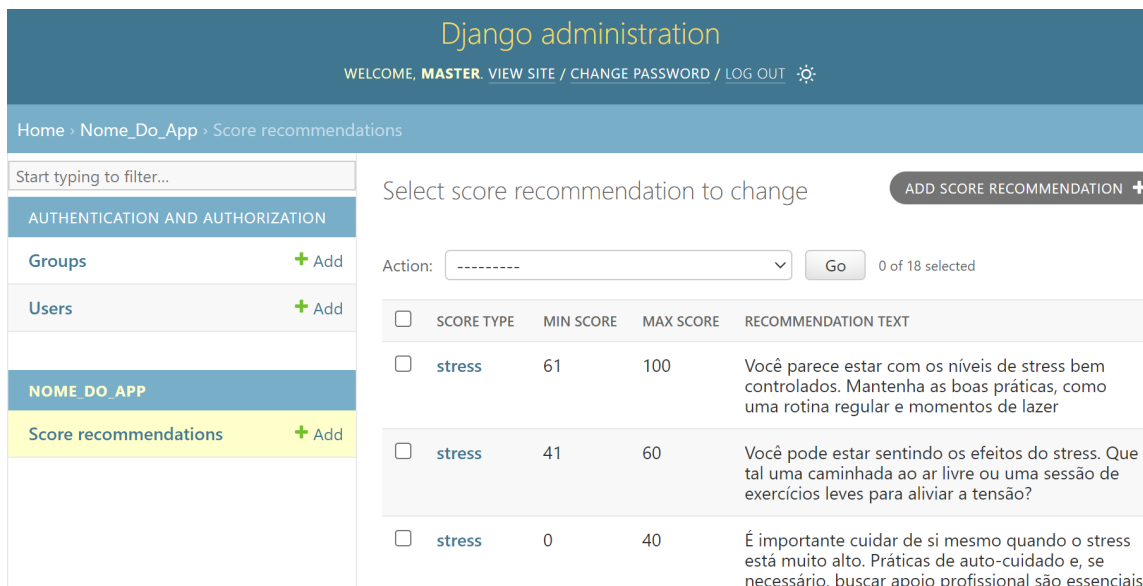 Django administration
WELCOME, MASTER. VIEW SITE / CHANGE PASSWORD / LOG OUT
Home › Nome_Do_App › Score recommendations
Start typing to filter...
AUTHENTICATION AND AUTHORIZATION
Groups + Add
Users + Add
NOME_DO_APP
Score recommendations + Add
Select score recommendation to change
ADD SCORE RECOMMENDATION +
Action: --------- Go 0 of 18 selected
SCORE TYPE MIN SCORE MAX SCORE RECOMMENDATION TEXT
stress 61 100 Você parece estar com os níveis de stress bem
controlados. Mantenha as boas práticas, como
uma rotina regular e momentos de lazer
stress 41 60 Você pode estar sentindo os efeitos do stress. Que
tal uma caminhada ao ar livre ou uma sessão de
exercícios leves para aliviar a tensão?
stress 0 40 É importante cuidar de si mesmo quando o stress
está muito alto. Práticas de auto-cuidado e, se
necessário, buscar apoio profissional são essenciais